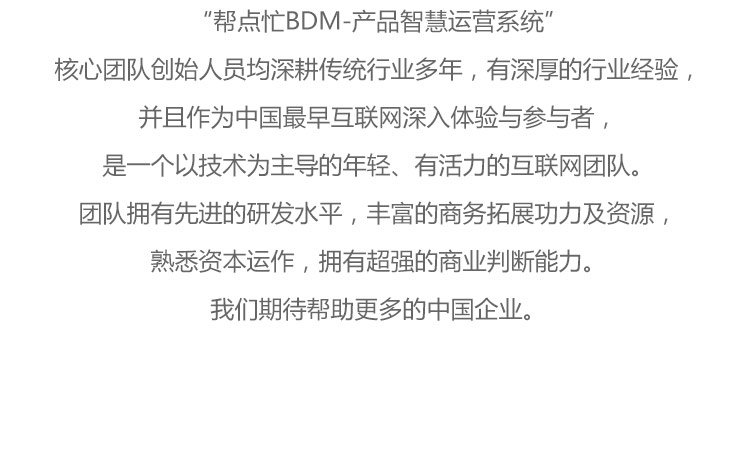 “帮点忙BDM-产品智慧运营系统”
核心团队创始人员均深耕传统行业多年，有深厚的行业经验，
并且作为中国最早互联网深入体验与参与者，
是一个以技术为主导的年轻、有活力的互联网团队。
团队拥有先进的研发水平，丰富的商务拓展功力及资源，
熟悉资本运作，拥有超强的商业判断能力。
我们期待帮助更多的中国企业。